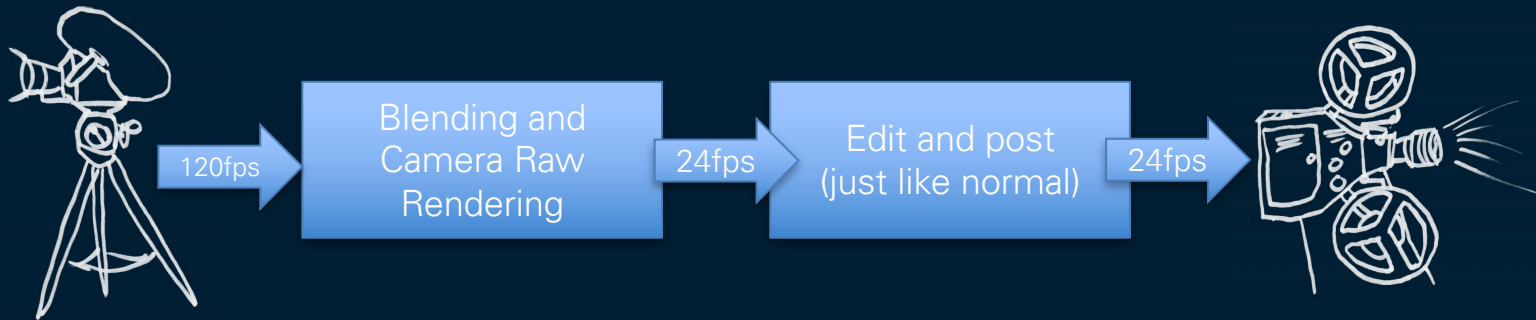 120fps
Blending and
Camera Raw
Rendering
24fps
Edit and post
(just like normal)
24fps